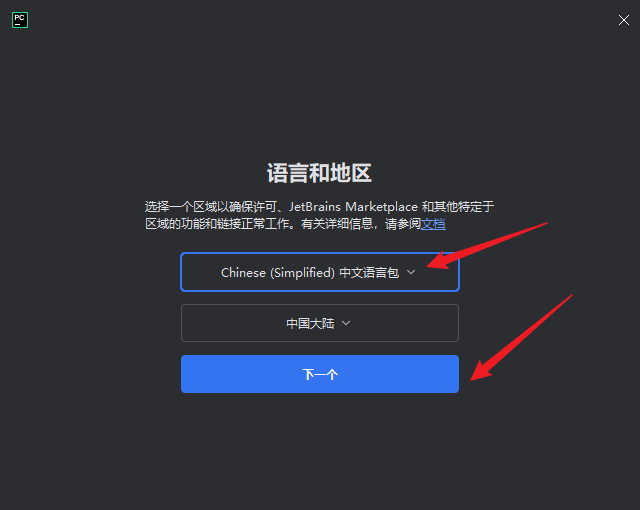 PC
语言和地区
选择一个区域以确保许可、JetBrains Marketplace 和其他特定于
区域的功能和链接正常工作。有关详细信息，请参阅文档
Chinese (Simplified) 中文语言包
中国大陆
下一个